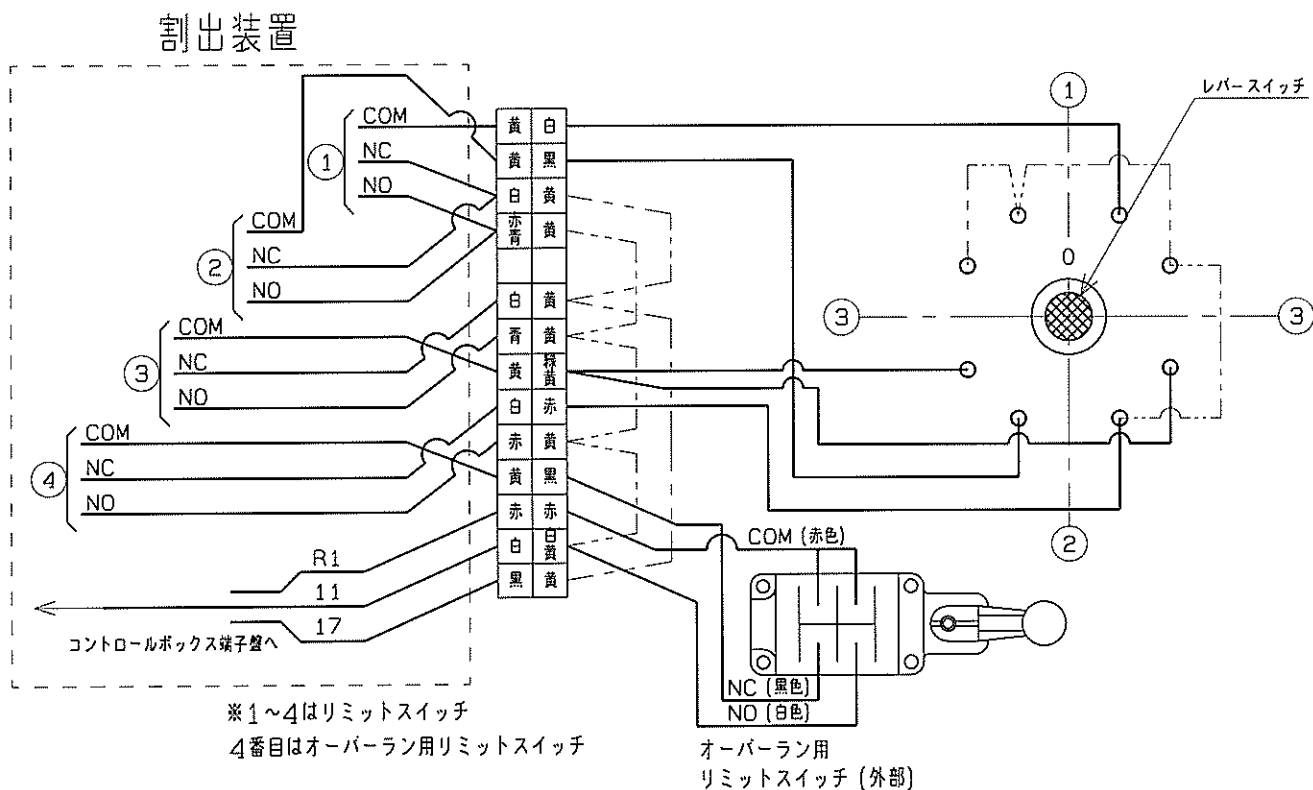 割出装置
レバースイッチ
①
COM
NC
NO
②
COM
NC
NO
③
COM
NC
NO
④
COM
NC
NO
R1
11
17
コントロールボックス端子盤へ
黄 白
黄 黒
白 黄
赤青 黄
白 黄
青 黄
黄 緑黄
白 赤
赤 黄
黄 黒
赤 赤
白 白黄
黒 黄
①
0
③
③
②
COM (赤色)
NC (黒色)
NO (白色)
※1~4はリミットスイッチ
4番目はオーバーラン用リミットスイッチ
オーバーラン用
リミットスイッチ (外部)